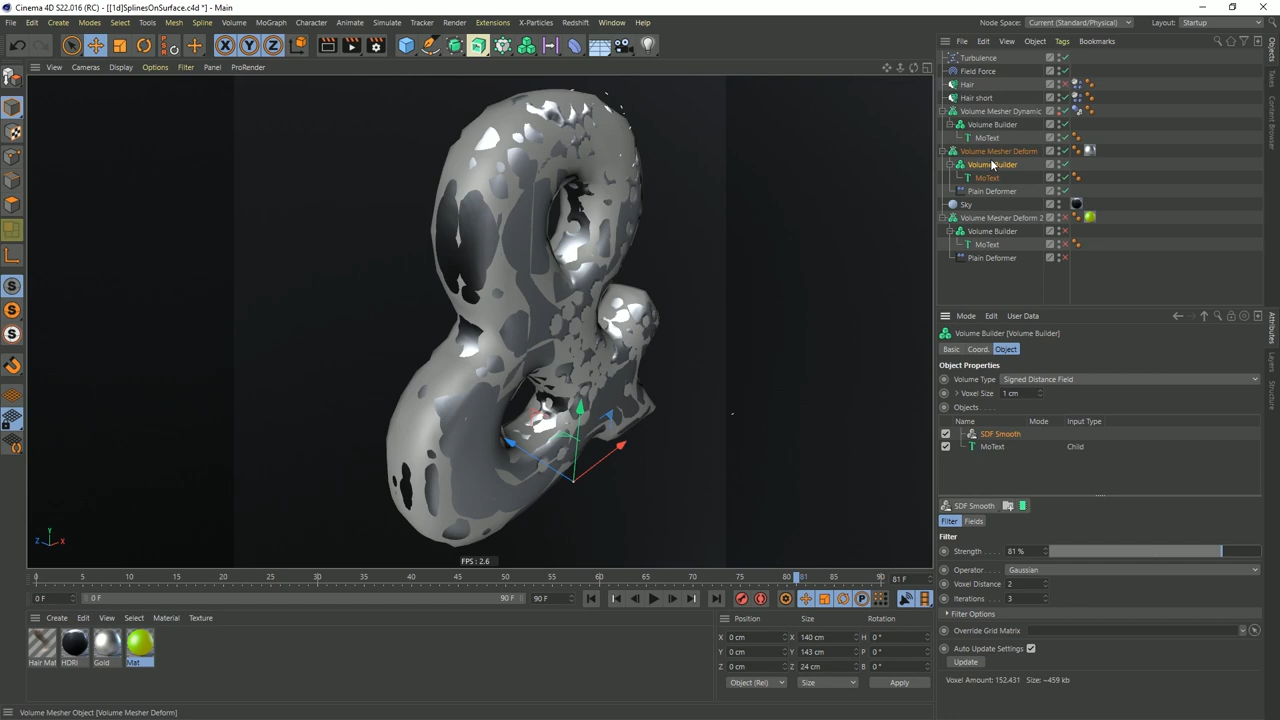 Cinema 4D S22.016 (RC) - [[1d]SplinesOnSurface.c4d *] - Main
File Edit Create Modes Select Tools Mesh Spline Volume MoGraph Character Animate Simulate Tracker Render Extensions X-Particles Redshift Window Help
Node Space: Current (Standard/Physical) Layout: Startup
X Y Z
View Cameras Display Options Filter Panel ProRender
File Edit View Object Tags Bookmarks
Turbulence
Field Force
Hair
Hair short
Volume Mesher Dynamic
Volume Builder
MoText
Volume Mesher Deform
Volume Builder
MoText
Plain Deformer
Sky
Volume Mesher Deform 2
Volume Builder
MoText
Plain Deformer
Objects
Takes
Content Browser
Mode Edit User Data
Volume Builder [Volume Builder]
Basic Coord. Object
Object Properties
Volume Type Signed Distance Field
Voxel Size 1 cm
Objects . . . .
Name Mode Input Type
SDF Smooth
MoText Child
SDF Smooth
Filter Fields
Filter
Strength . . . . 81 %
Operator. . . . Gaussian
Voxel Distance 2
Iterations . . . 3
Filter Options
Override Grid Matrix
Auto Update Settings
Update
Voxel Amount: 152.431 Size: ~459 kb
Attributes
Layers
Structure
Y
Z X
FPS : 2.6
0 5 10 15 20 25 30 35 40 45 50 55 60 65 70 75 80 81 85 90 81 F
0 F 0 F 90 F 90 F
Create Edit View Select Material Texture
Hair Mat HDRI Gold Mat
Position Size Rotation
X 0 cm X 140 cm H 0 °
Y 0 cm Y 143 cm P 0 °
Z 0 cm Z 24 cm B 0 °
Object (Rel) Size Apply
Volume Mesher Object [Volume Mesher Deform]